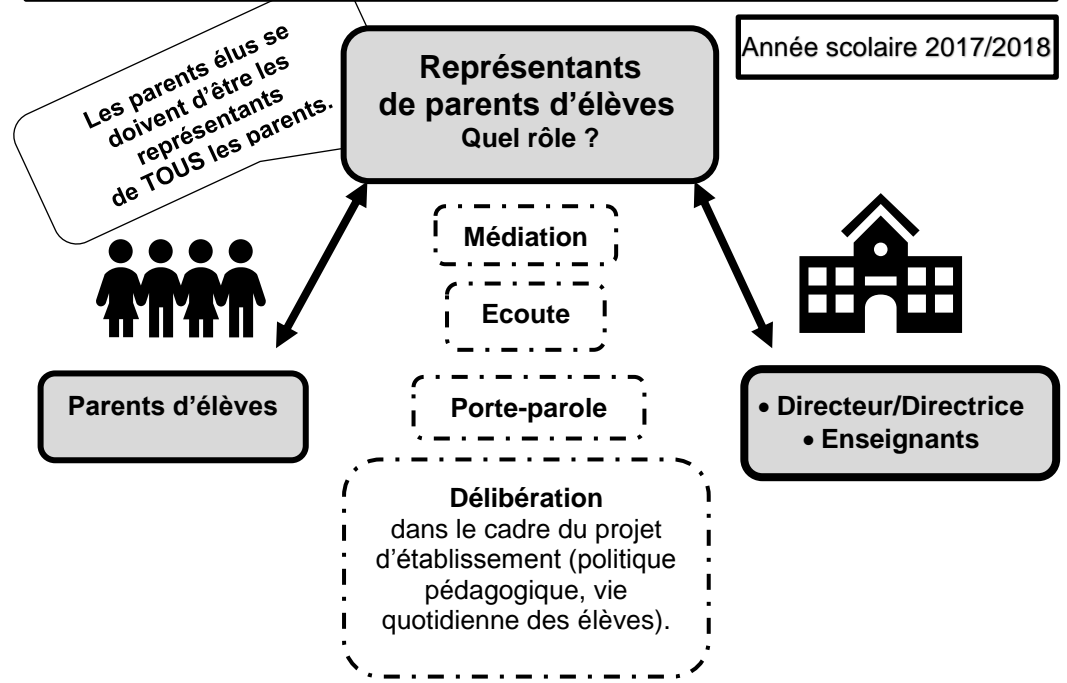 Les parents élus se
doivent d'être les
représentants
de TOUS les parents.
Représentants
de parents d'élèves
Quel rôle ?
Année scolaire 2017/2018
Médiation
Ecoute
Porte-parole
Parents d'élèves
• Directeur/Directrice
• Enseignants
Délibération
dans le cadre du projet
d'établissement (politique
pédagogique, vie
quotidienne des élèves).